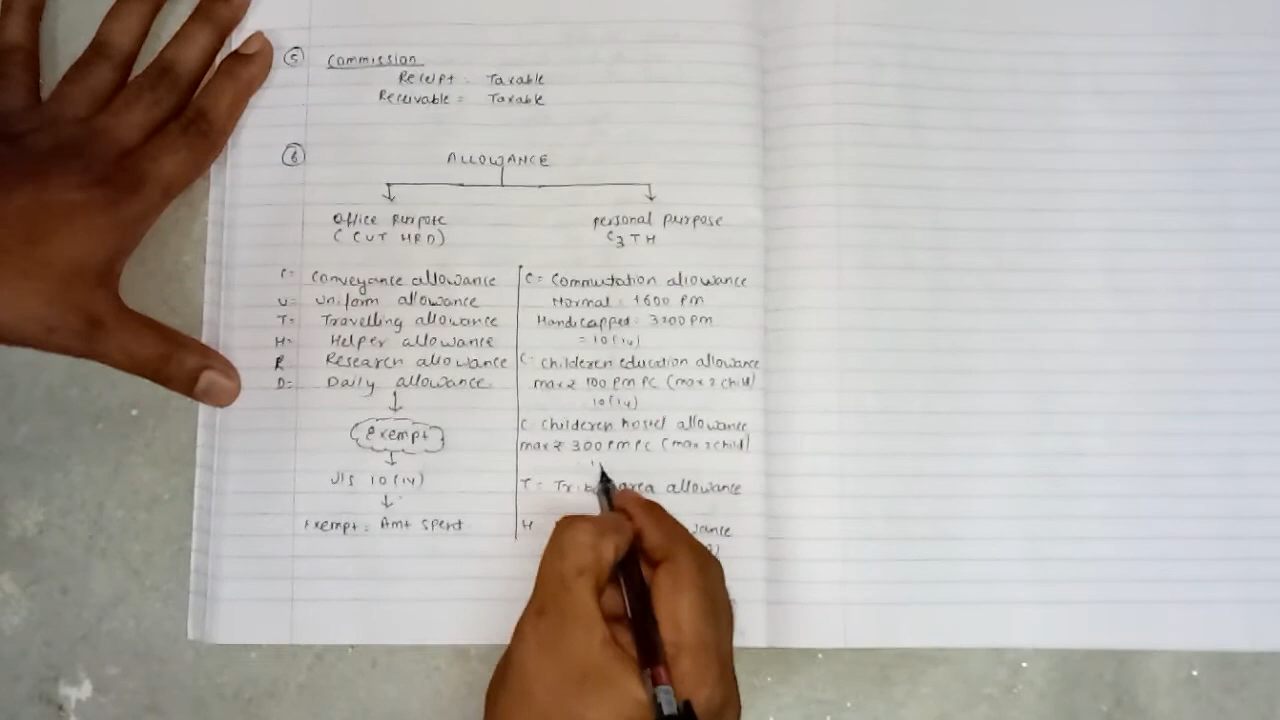 5 Commission
Receipt = Taxable
Receivable = Taxable
6 ALLOWANCE
Office Purpose
(CUT HRD)
C= Conveyance allowance
U= Uniform allowance
T= Travelling allowance
H= Helper allowance
R Research allowance
D= Daily allowance
Exempt
U/S 10(14)
Exempt = Amt spent
personal purpose
C3TH
C= Commutation allowance
Normal = 1600 PM
Handicapped = 3200 PM
= 10(14)
C= childeren education allowance
max ₹ 100 PM PC (max 2 child)
10(14)
C childeren hostel allowance
max ₹ 300 PM PC (max 2 child)
T = area allowance
H